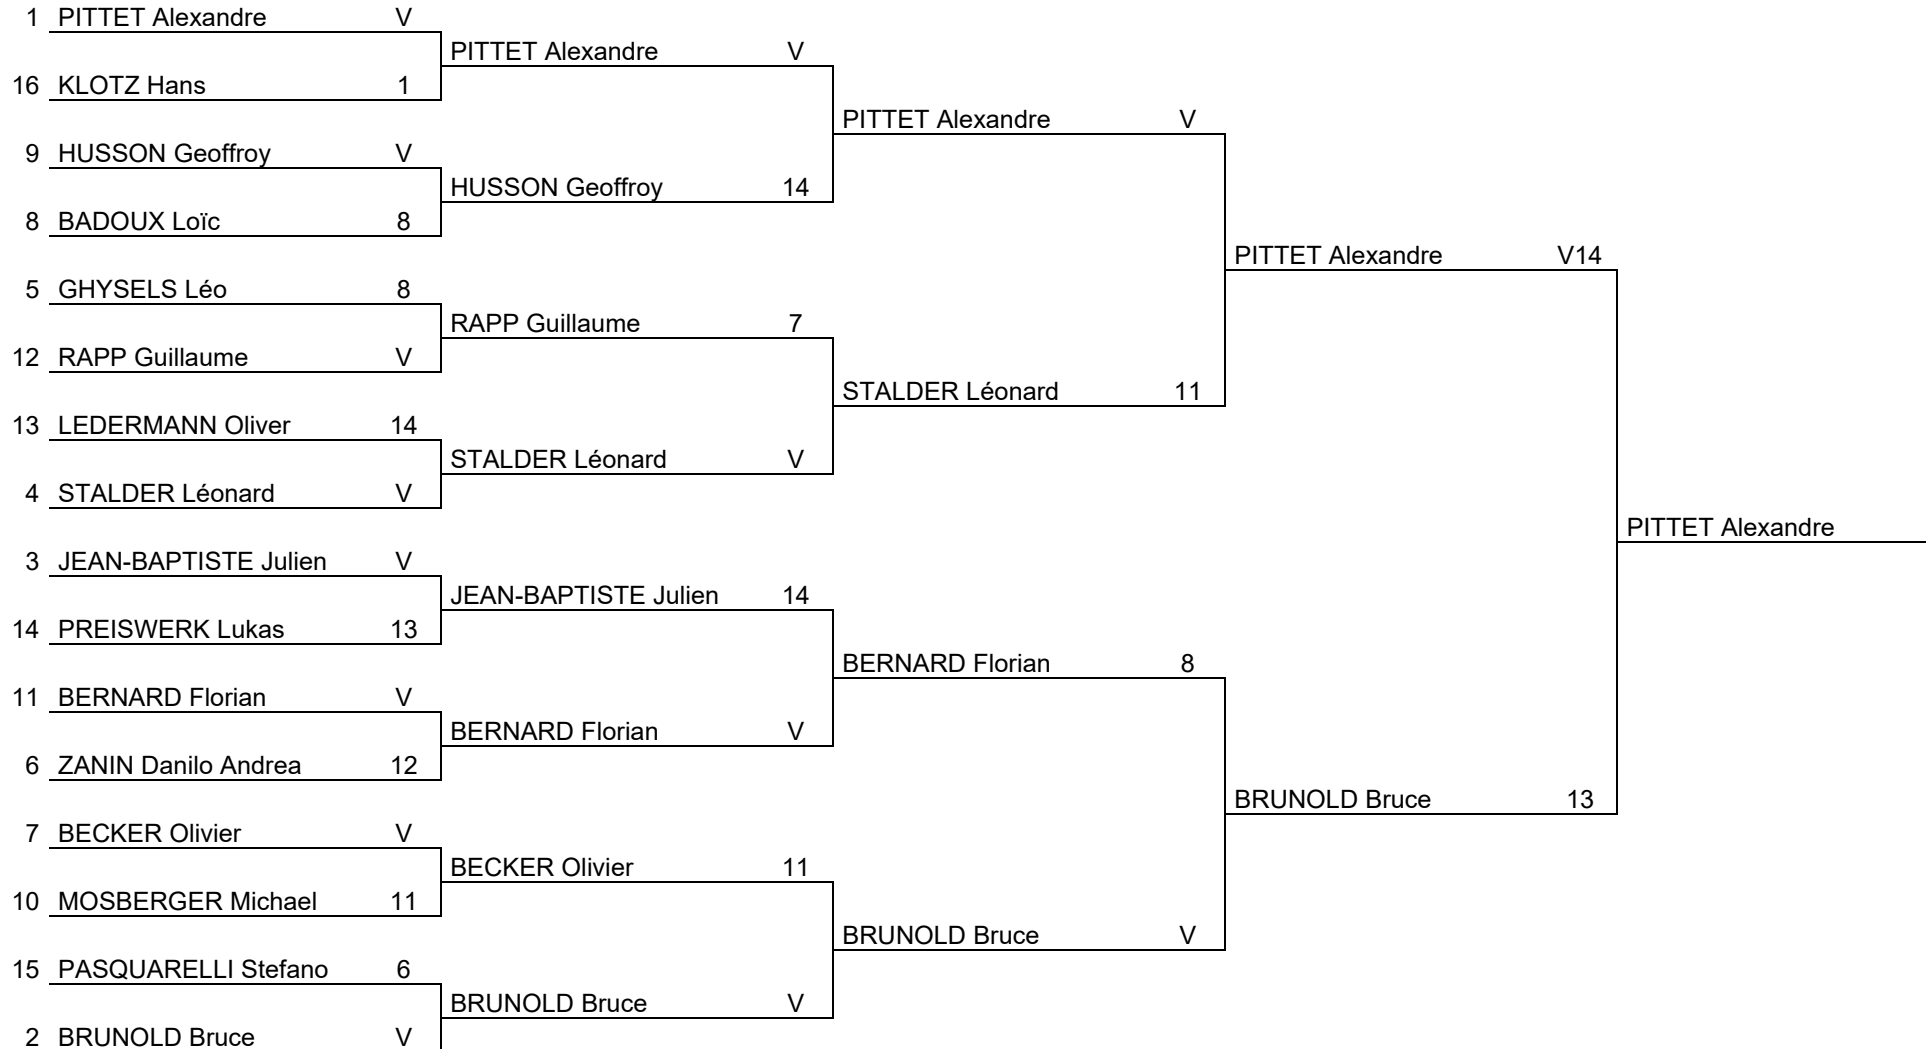 1 PITTET Alexandre V
PITTET Alexandre V
16 KLOTZ Hans 1
PITTET Alexandre V
9 HUSSON Geoffroy V
HUSSON Geoffroy 14
8 BADOUX Loïc 8
PITTET Alexandre V14
5 GHYSELS Léo 8
RAPP Guillaume 7
12 RAPP Guillaume V
STALDER Léonard 11
13 LEDERMANN Oliver 14
STALDER Léonard V
4 STALDER Léonard V
PITTET Alexandre
3 JEAN-BAPTISTE Julien V
JEAN-BAPTISTE Julien 14
14 PREISWERK Lukas 13
BERNARD Florian 8
11 BERNARD Florian V
BERNARD Florian V
6 ZANIN Danilo Andrea 12
BRUNOLD Bruce 13
7 BECKER Olivier V
BECKER Olivier 11
10 MOSBERGER Michael 11
BRUNOLD Bruce V
15 PASQUARELLI Stefano 6
BRUNOLD Bruce V
2 BRUNOLD Bruce V